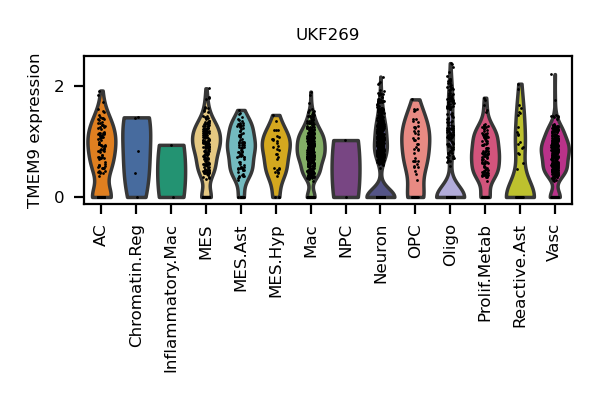 UKF269
TMEM9 expression
2
0
AC
Chromatin.Reg
Inflammatory.Mac
MES
MES.Ast
MES.Hyp
Mac
NPC
Neuron
OPC
Oligo
Prolif.Metab
Reactive.Ast
Vasc